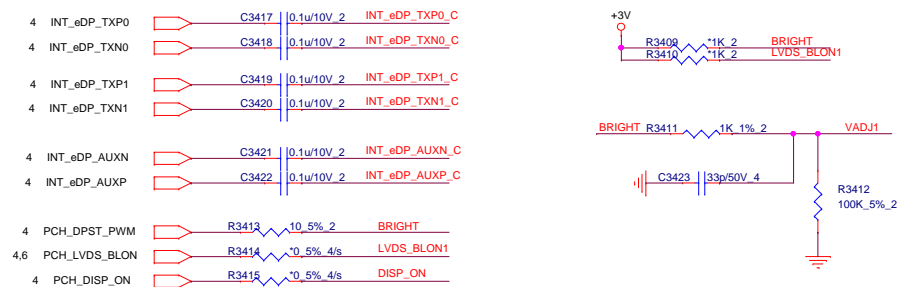 4 INT_eDP_TXP0 C3417 0.1u/10V_2 INT_eDP_TXP0_C
4 INT_eDP_TXN0 C3418 0.1u/10V_2 INT_eDP_TXN0_C
4 INT_eDP_TXP1 C3419 0.1u/10V_2 INT_eDP_TXP1_C
4 INT_eDP_TXN1 C3420 0.1u/10V_2 INT_eDP_TXN1_C
4 INT_eDP_AUXN C3421 0.1u/10V_2 INT_eDP_AUXN_C
4 INT_eDP_AUXP C3422 0.1u/10V_2 INT_eDP_AUXP_C
4 PCH_DPST_PWM R3413 10_5%_2 BRIGHT
4,6 PCH_LVDS_BLON R3414 *0_5%_4/s LVDS_BLON1
4 PCH_DISP_ON R3415 *0_5%_4/s DISP_ON
+3V
R3409 *1K_2 BRIGHT
R3410 *1K_2 LVDS_BLON1
BRIGHT R3411 1K_1%_2 VADJ1
C3423 33p/50V_4
R3412
100K_5%_2